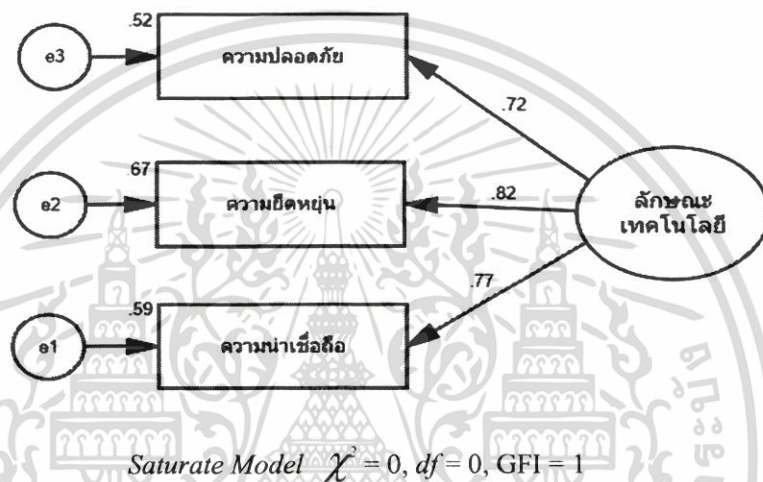 .52
e3
ความปลอดภัย
.72
.67
e2
ความยืดหยุ่น
.82
ลักษณะ
เทคโนโลยี
.77
.59
e1
ความน่าเชื่อถือ
Saturate Model χ² = 0, df = 0, GFI = 1